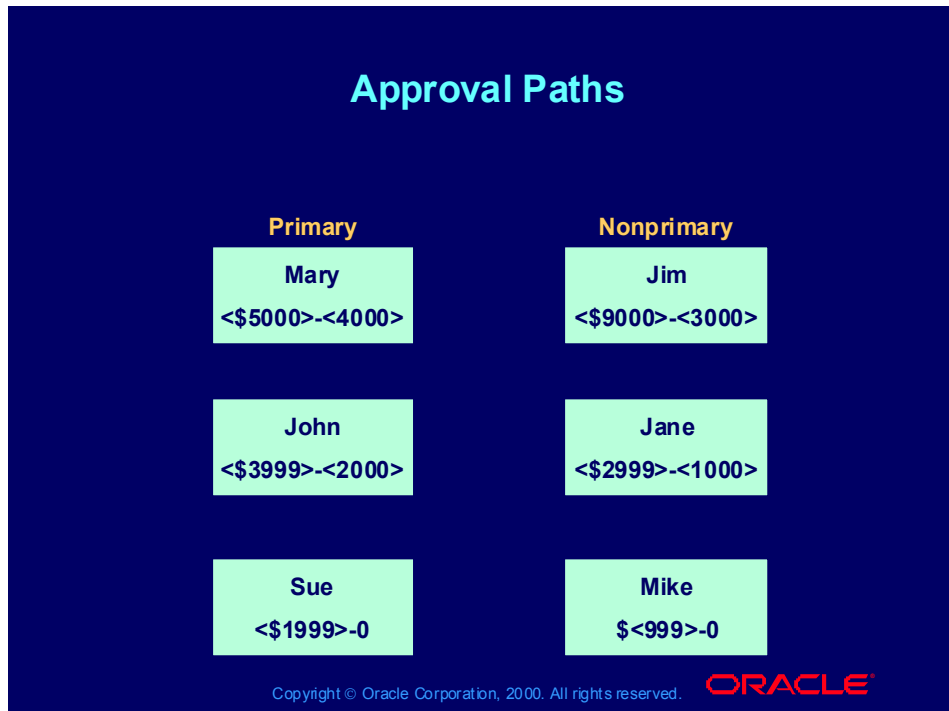 Approval Paths
Primary
Nonprimary
Mary
<$5000>-<4000>
Jim
<$9000>-<3000>
John
<$3999>-<2000>
Jane
<$2999>-<1000>
Sue
<$1999>-0
Mike
$<999>-0
Copyright © Oracle Corporation, 2000. All rights reserved.
ORACLE®